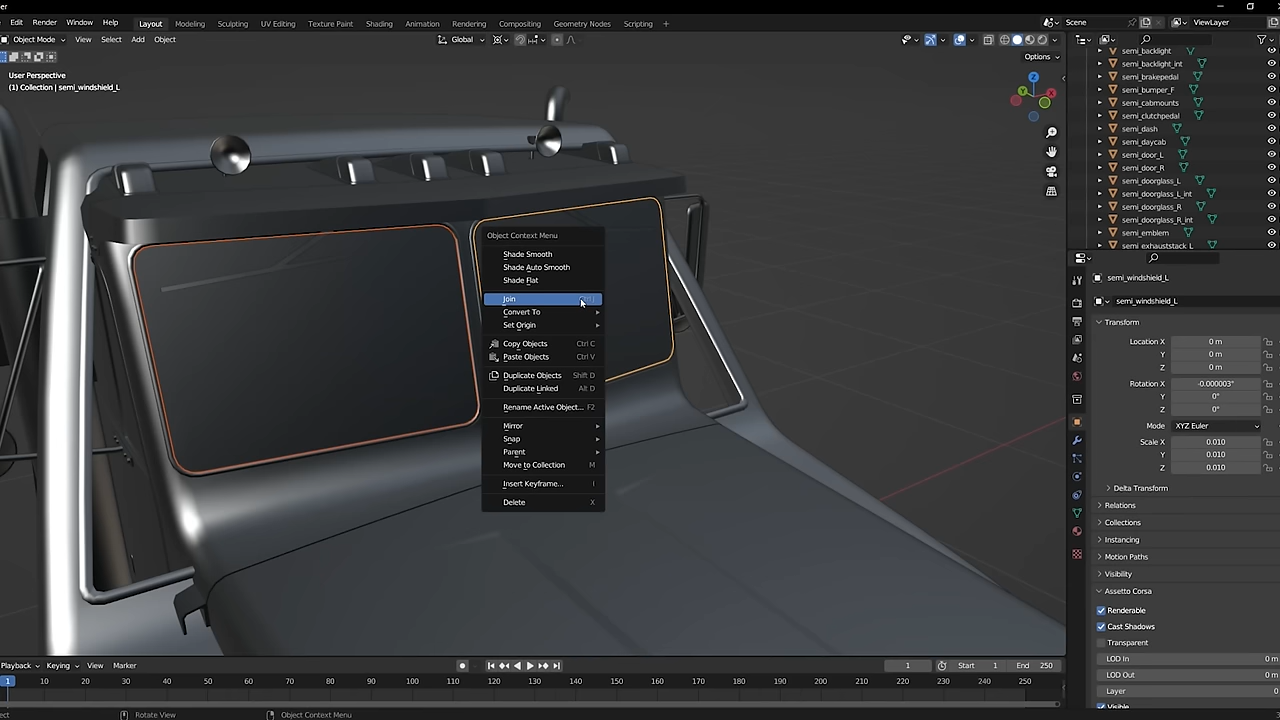 er
Edit Render Window Help Layout Modeling Sculpting UV Editing Texture Paint Shading Animation Rendering Compositing Geometry Nodes Scripting + Scene ViewLayer
Object Mode View Select Add Object Global
Options
User Perspective
(1) Collection | semi_windshield_L
Z
Y
X
semi_backlight
semi_backlight_int
semi_brakepedal
semi_bumper_F
semi_cabmounts
semi_clutchpedal
semi_dash
semi_daycab
semi_door_L
semi_door_R
semi_doorglass_L
semi_doorglass_L_int
semi_doorglass_R
semi_doorglass_R_int
semi_emblem
semi_exhauststack_L
Object Context Menu
Shade Smooth
Shade Auto Smooth
Shade Flat
Join Ctrl J
Convert To
Set Origin
Copy Objects Ctrl C
Paste Objects Ctrl V
Duplicate Objects Shift D
Duplicate Linked Alt D
Rename Active Object... F2
Mirror
Snap
Parent
Move to Collection M
Insert Keyframe... I
Delete X
semi_windshield_L
semi_windshield_L
Transform
Location X 0 m
Y 0 m
Z 0 m
Rotation X -0.000003°
Y 0°
Z 0°
Mode XYZ Euler
Scale X 0.010
Y 0.010
Z 0.010
Delta Transform
Relations
Collections
Instancing
Motion Paths
Visibility
Assetto Corsa
Renderable
Cast Shadows
Transparent
LOD In 0 m
LOD Out 0 m
Layer 0
Visible
Playback Keying View Marker 1 Start 1 End 250
1 10 20 30 40 50 60 70 80 90 100 110 120 130 140 150 160 170 180 190 200 210 220 230 240 250
ect Rotate View Object Context Menu